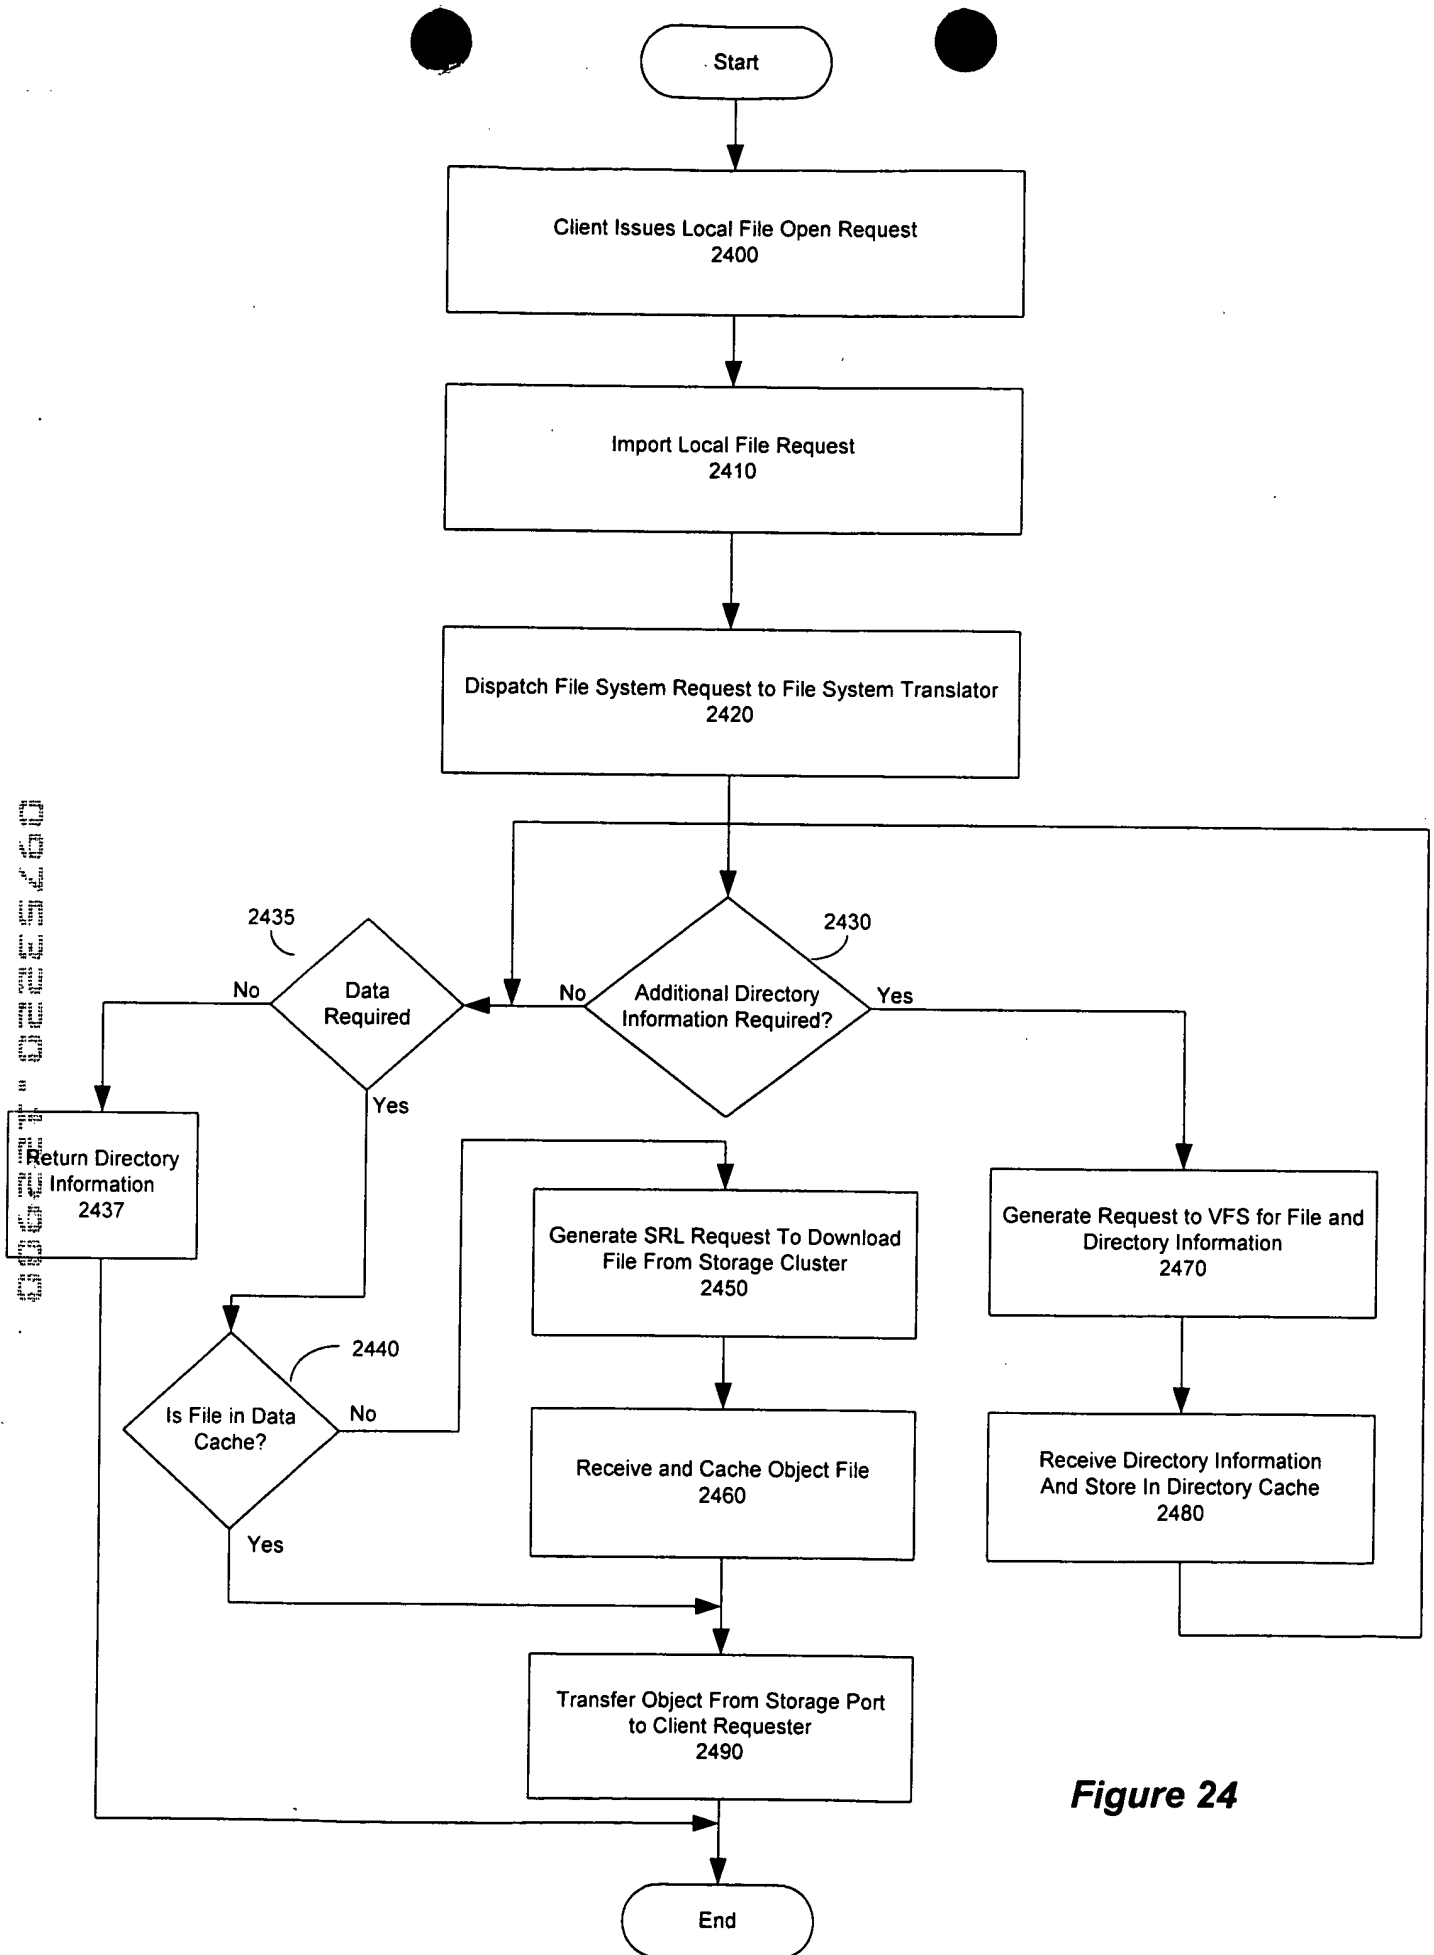 Start
Client Issues Local File Open Request
2400
Import Local File Request
2410
Dispatch File System Request to File System Translator
2420
2435
2430
No
Data
Required
No
Additional Directory
Information Required?
Yes
Yes
Return Directory
Information
2437
Generate SRL Request To Download
File From Storage Cluster
2450
Generate Request to VFS for File and
Directory Information
2470
2440
Is File in Data
Cache?
No
Receive and Cache Object File
2460
Receive Directory Information
And Store In Directory Cache
2480
Yes
Transfer Object From Storage Port
to Client Requester
2490
Figure 24
End